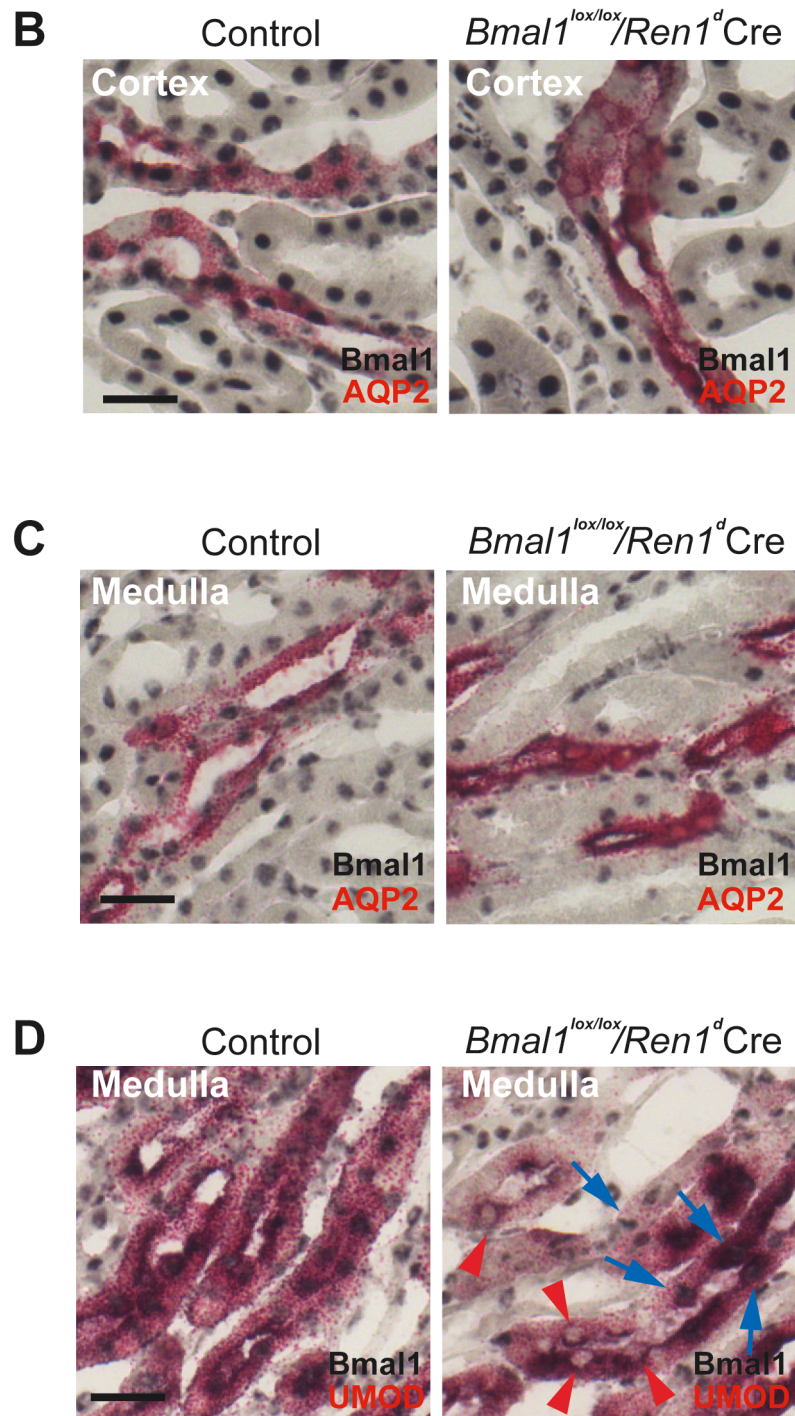 B
Control
Bmal1lox/lox/Ren1dCre
Cortex
Cortex
Bmal1
AQP2
Bmal1
AQP2
C
Control
Bmal1lox/lox/Ren1dCre
Medulla
Medulla
Bmal1
AQP2
Bmal1
AQP2
D
Control
Bmal1lox/lox/Ren1dCre
Medulla
Medulla
Bmal1
UMOD
Bmal1
UMOD